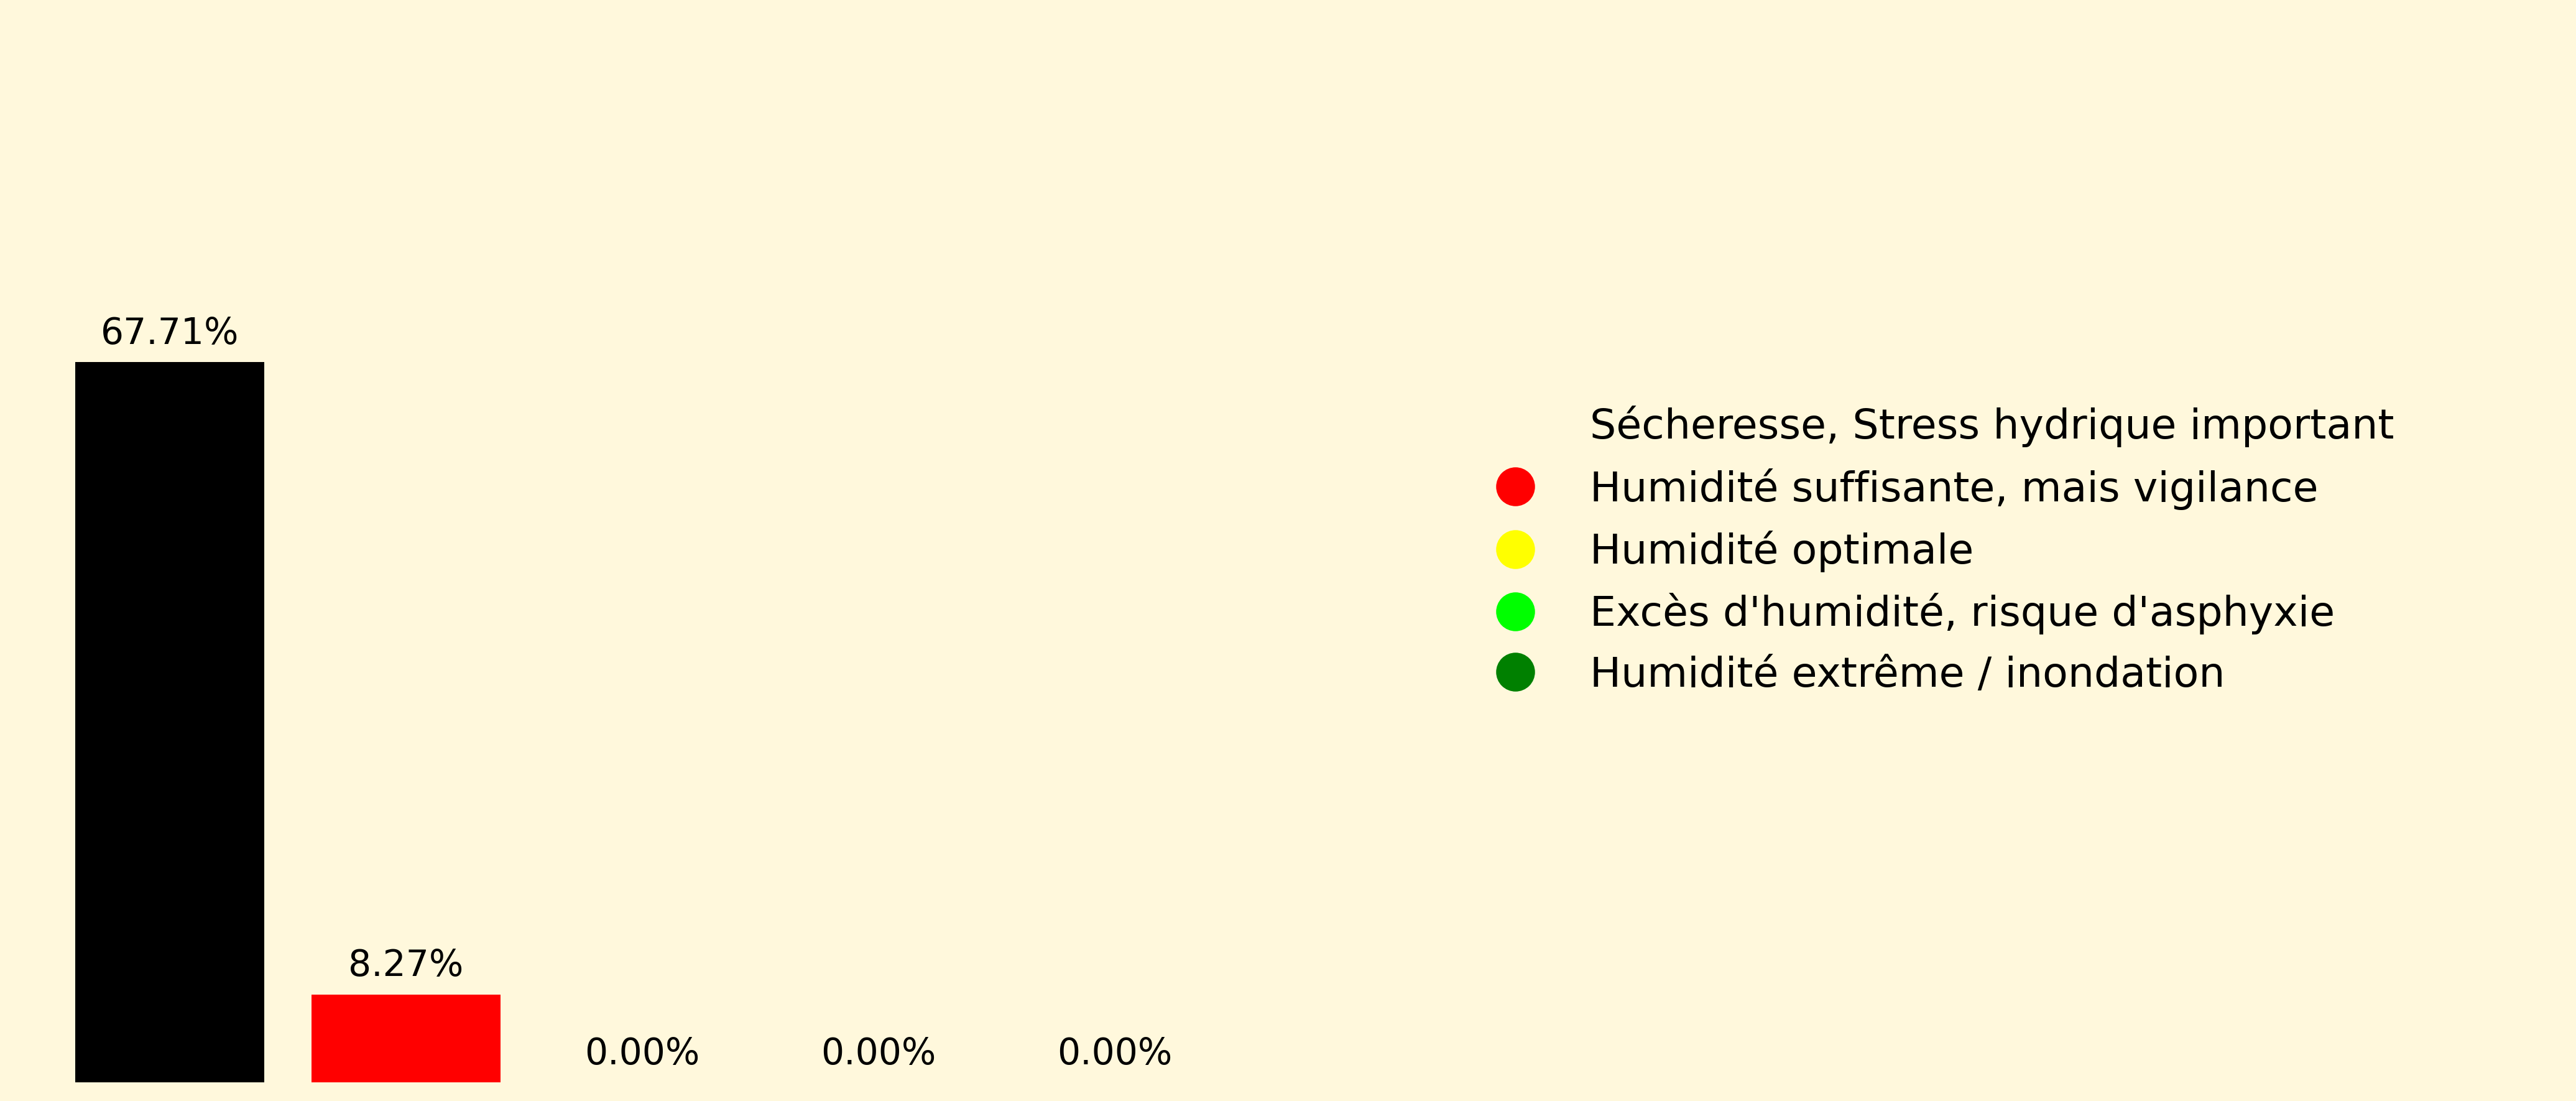 67.71%
8.27%
0.00%
0.00%
0.00%
Sécheresse, Stress hydrique important
Humidité suffisante, mais vigilance
Humidité optimale
Excès d'humidité, risque d'asphyxie
Humidité extrême / inondation